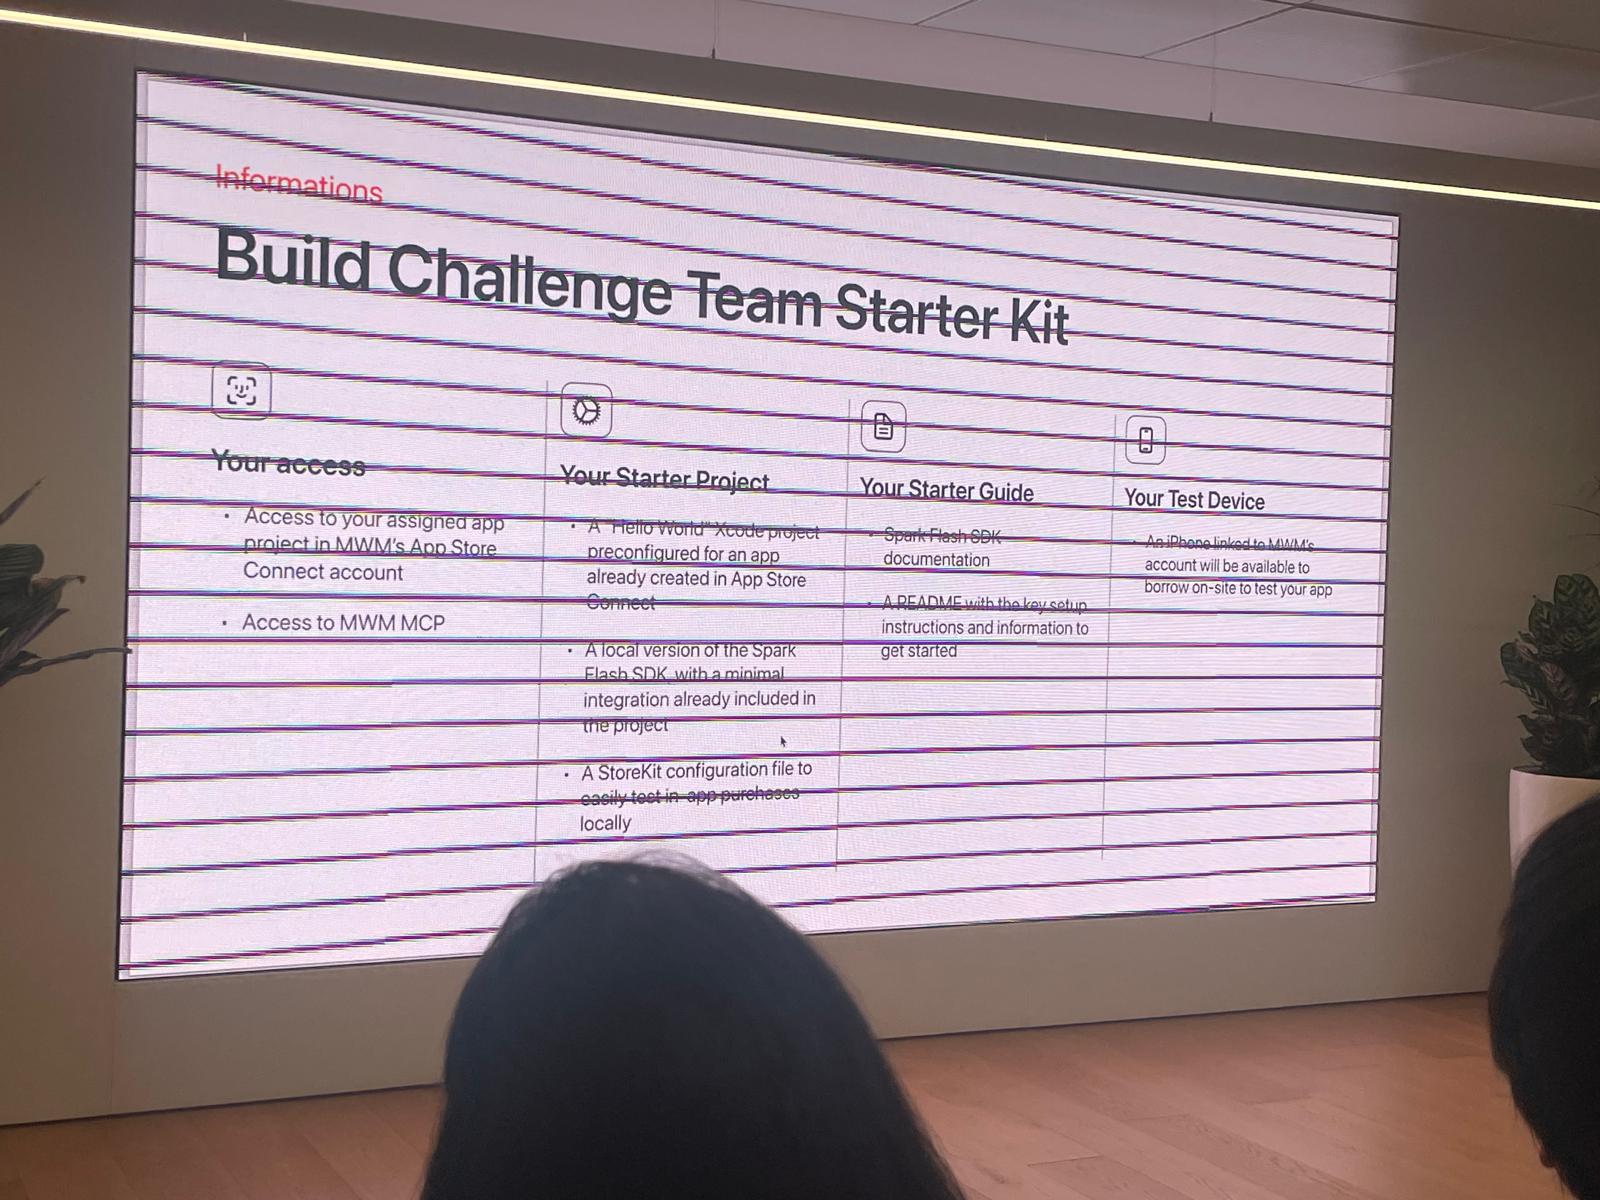 Informations
Build Challenge Team Starter Kit
Your access
• Access to your assigned app
project in MWM's App Store
Connect account
• Access to MWM MCP
Your Starter Project
• A "Hello World" Xcode project
preconfigured for an app
already created in App Store
Connect
• A local version of the Spark
Flash SDK, with a minimal
integration already included in
the project
• A StoreKit configuration file to
easily test in-app purchases
locally
Your Starter Guide
• Spark Flash SDK
documentation
• A README with the key setup
instructions and information to
get started
Your Test Device
• An iPhone linked to MWM's
account will be available to
borrow on-site to test your app